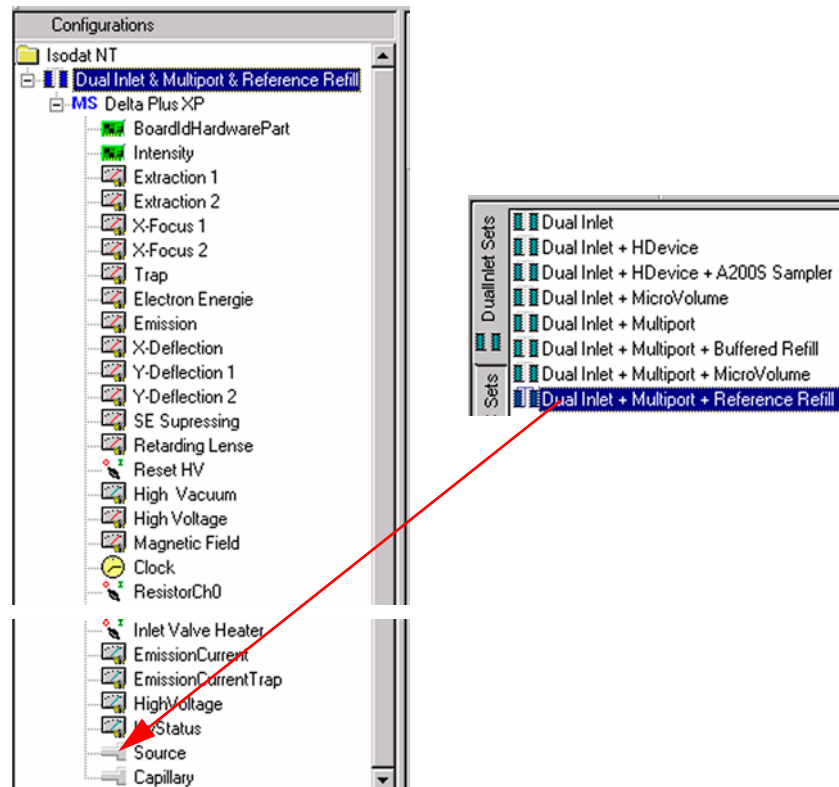 Configurations
Isodat NT
Dual Inlet & Multiport & Reference Refill
MS Delta Plus XP
BoardIdHardwarePart
Intensity
Extraction 1
Extraction 2
X-Focus 1
X-Focus 2
Trap
Electron Energie
Emission
X-Deflection
Y-Deflection 1
Y-Deflection 2
SE Supressing
Retarding Lense
Reset HV
High Vacuum
High Voltage
Magnetic Field
Clock
ResistorCh0
Inlet Valve Heater
EmissionCurrent
EmissionCurrentTrap
HighVoltage
Source
Capillary
DualInlet Sets
Sets
Dual Inlet
Dual Inlet + HDevice
Dual Inlet + HDevice + A200S Sampler
Dual Inlet + MicroVolume
Dual Inlet + Multiport
Dual Inlet + Multiport + Buffered Refill
Dual Inlet + Multiport + MicroVolume
Dual Inlet + Multiport + Reference Refill